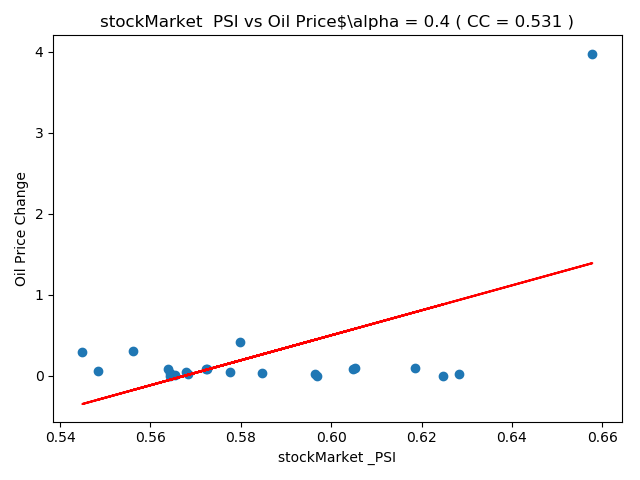 stockMarket  PSI vs Oil Price$\alpha = 0.4 ( CC = 0.531 )
4
3
2
1
0
Oil Price Change
0.54 0.56 0.58 0.60 0.62 0.64 0.66
stockMarket _PSI